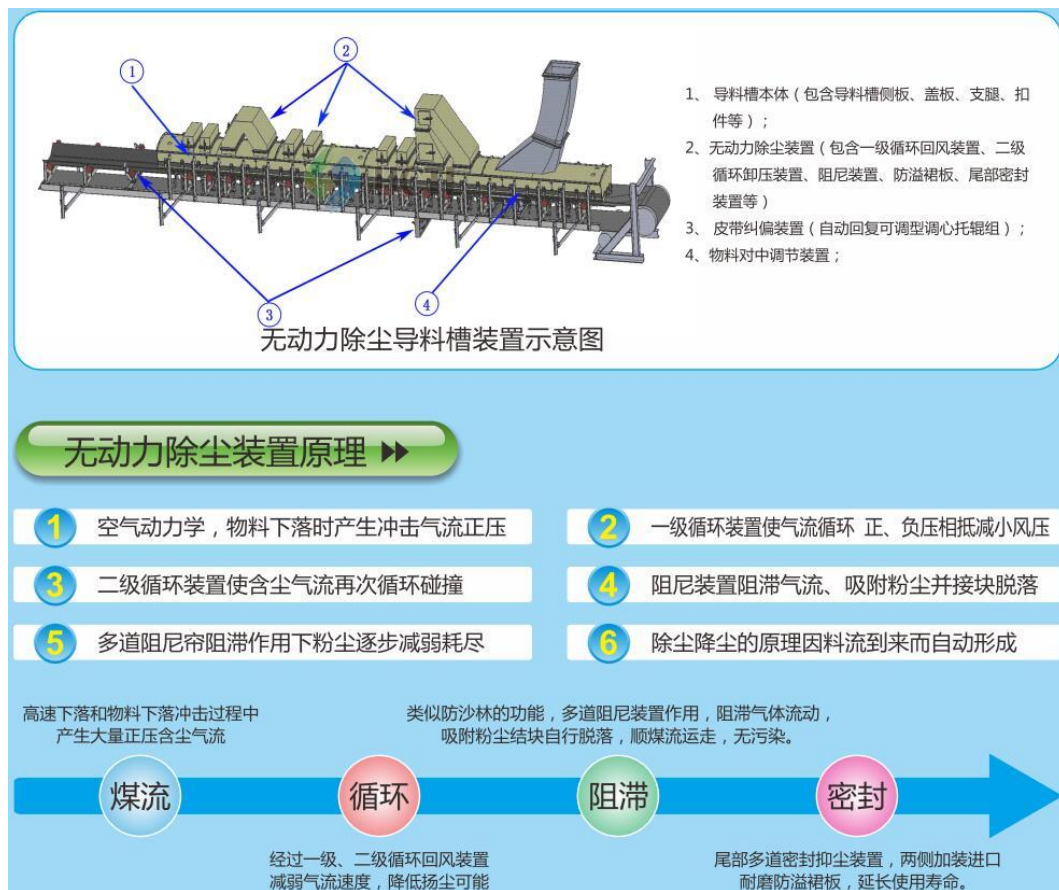 ①
②
③
④
1、 导料槽本体（包含导料槽侧板、盖板、支腿、扣
件等）；
2、无动力除尘装置（包含一级循环回风装置、二级
循环卸压装置、阻尼装置、防溢裙板、尾部密封
装置等）
3、 皮带纠偏装置（自动回复可调型调心托辊组）；
4、物料对中调节装置；
无动力除尘导料槽装置示意图
无动力除尘装置原理
1 空气动力学，物料下落时产生冲击气流正压
2 一级循环装置使气流循环 正、负压相抵减小风压
3 二级循环装置使含尘气流再次循环碰撞
4 阻尼装置阻滞气流、吸附粉尘并接块脱落
5 多道阻尼帘阻滞作用下粉尘逐步减弱耗尽
6 除尘降尘的原理因料流到来而自动形成
高速下落和物料下落冲击过程中
产生大量正压含尘气流
类似防沙林的功能，多道阻尼装置作用，阻滞气体流动，
吸附粉尘结块自行脱落，顺煤流运走，无污染。
煤流
循环
阻滞
密封
经过一级、二级循环回风装置
减弱气流速度，降低扬尘可能
尾部多道密封抑尘装置，两侧加装进口
耐磨防溢裙板，延长使用寿命。